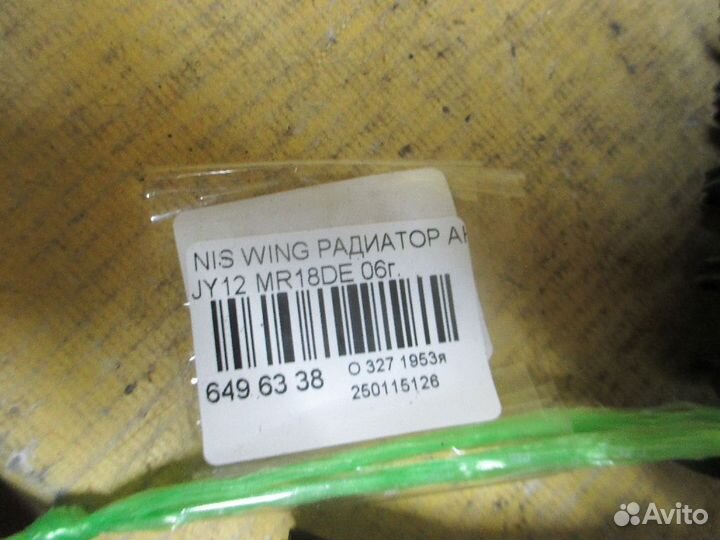 NIS WING РАДИАТОР АК
JY12 MR18DE 06г.
649 63 38
О 327 1953я
250115126
Avito